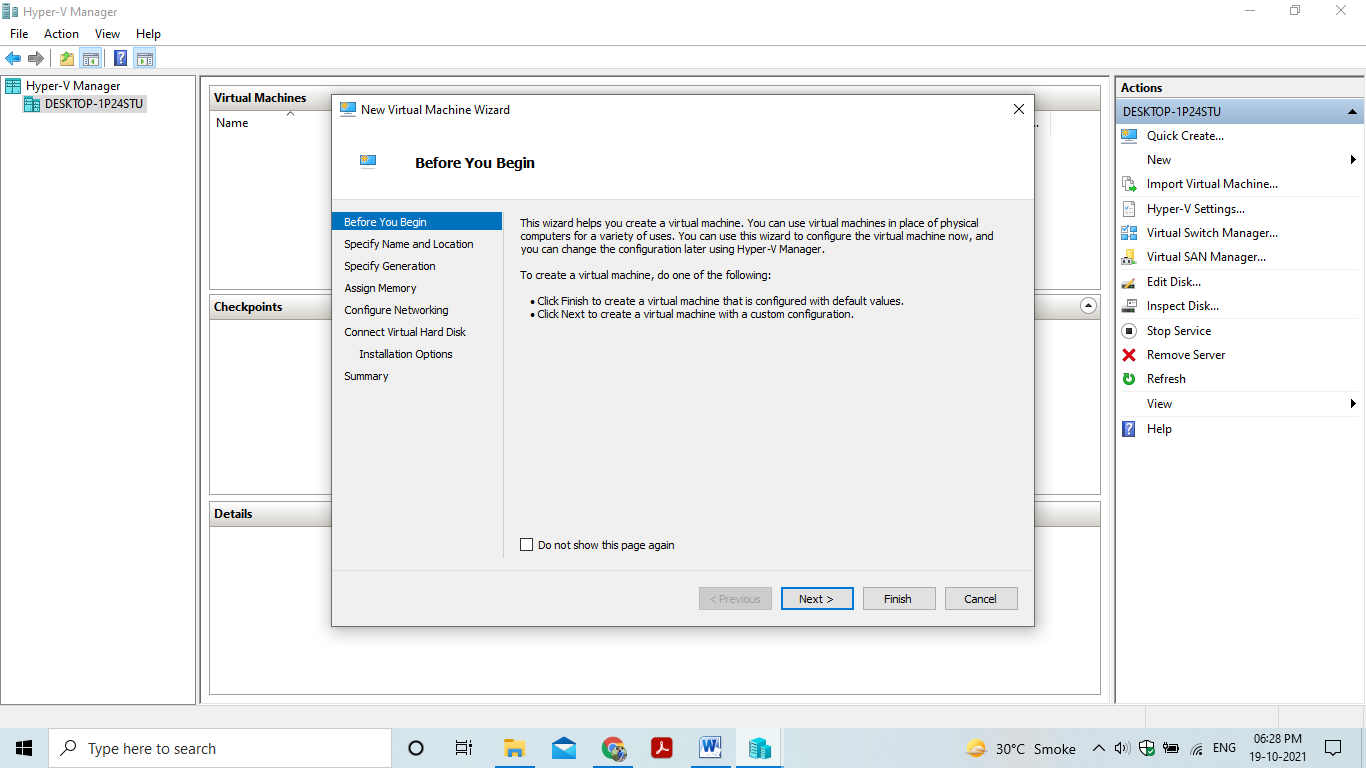 Hyper-V Manager
File Action View Help
Hyper-V Manager
DESKTOP-1P24STU
Virtual Machines
Name
..
Checkpoints
Details
New Virtual Machine Wizard
Before You Begin
Before You Begin
Specify Name and Location
Specify Generation
Assign Memory
Configure Networking
Connect Virtual Hard Disk
Installation Options
Summary
This wizard helps you create a virtual machine. You can use virtual machines in place of physical
computers for a variety of uses. You can use this wizard to configure the virtual machine now, and
you can change the configuration later using Hyper-V Manager.
To create a virtual machine, do one of the following:
• Click Finish to create a virtual machine that is configured with default values.
• Click Next to create a virtual machine with a custom configuration.
Do not show this page again
< Previous Next > Finish Cancel
Actions
DESKTOP-1P24STU
Quick Create...
New
Import Virtual Machine...
Hyper-V Settings...
Virtual Switch Manager...
Virtual SAN Manager...
Edit Disk...
Inspect Disk...
Stop Service
Remove Server
Refresh
View
Help
Type here to search
30°C Smoke
ENG
06:28 PM
19-10-2021